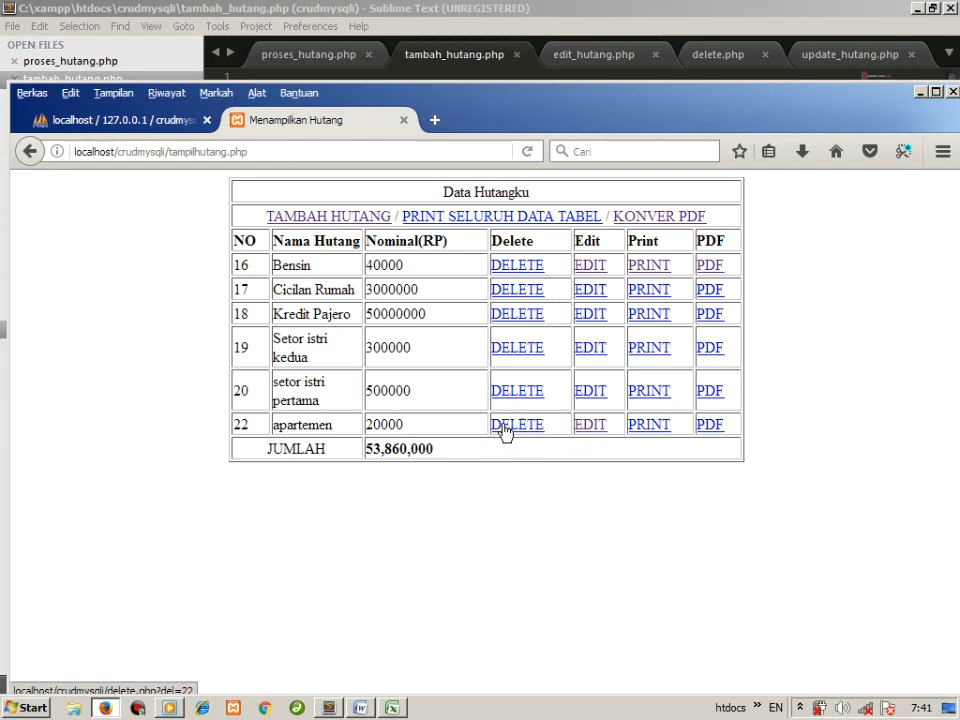 C:\xampp\htdocs\crudmysqli\tambah_hutang.php (crudmysqli) - Sublime Text (UNREGISTERED)
File Edit Selection Find View Goto Tools Project Preferences Help
OPEN FILES
× proses_hutang.php
tambah_hutang.php
proses_hutang.php × tambah_hutang.php × edit_hutang.php × delete.php × update_hutang.php ×
1
Berkas Edit Tampilan Riwayat Markah Alat Bantuan
localhost / 127.0.0.1 / crudmys × Menampilkan Hutang × +
localhost/crudmysqli/tampilhutang.php Cari
Data Hutangku
TAMBAH HUTANG / PRINT SELURUH DATA TABEL / KONVER PDF
NO Nama Hutang Nominal(RP) Delete Edit Print PDF
16 Bensin 40000 DELETE EDIT PRINT PDF
17 Cicilan Rumah 3000000 DELETE EDIT PRINT PDF
18 Kredit Pajero 50000000 DELETE EDIT PRINT PDF
19 Setor istri kedua 300000 DELETE EDIT PRINT PDF
20 setor istri pertama 500000 DELETE EDIT PRINT PDF
22 apartemen 20000 DELETE EDIT PRINT PDF
JUMLAH 53,860,000
localhost/crudmysqli/delete.php?del=22
Start htdocs » EN 7:41